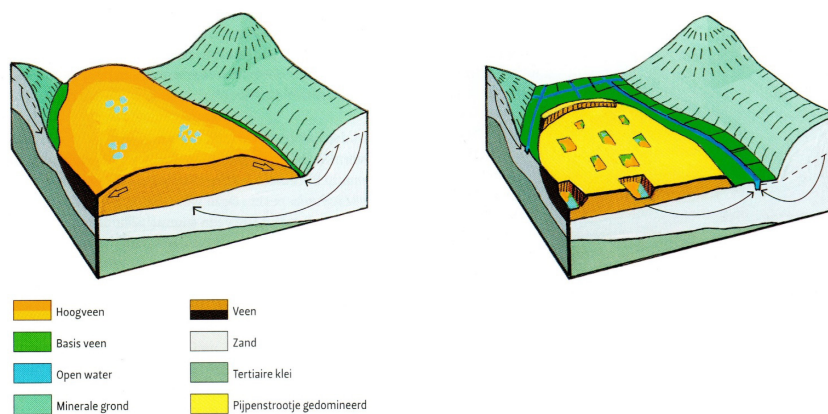 Hoogveen
Basis veen
Open water
Minerale grond
Veen
Zand
Tertiaire klei
Pijpenstrootje gedomineerd